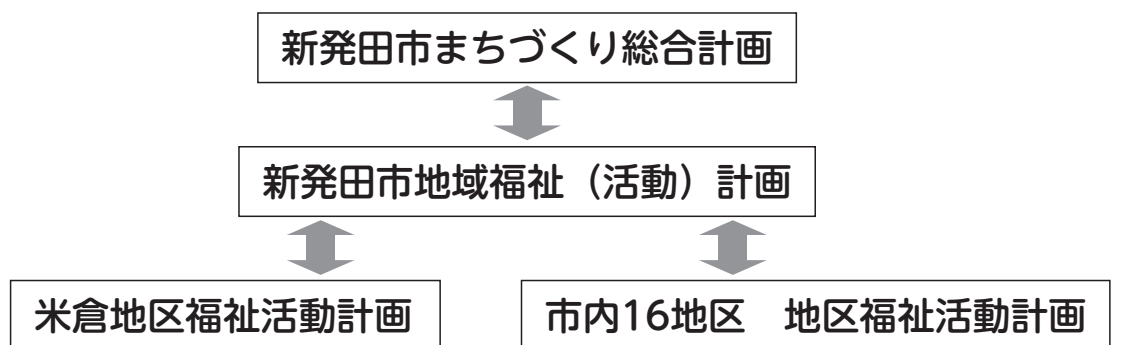 新発田市まちづくり総合計画
新発田市地域福祉（活動）計画
米倉地区福祉活動計画
市内16地区　地区福祉活動計画